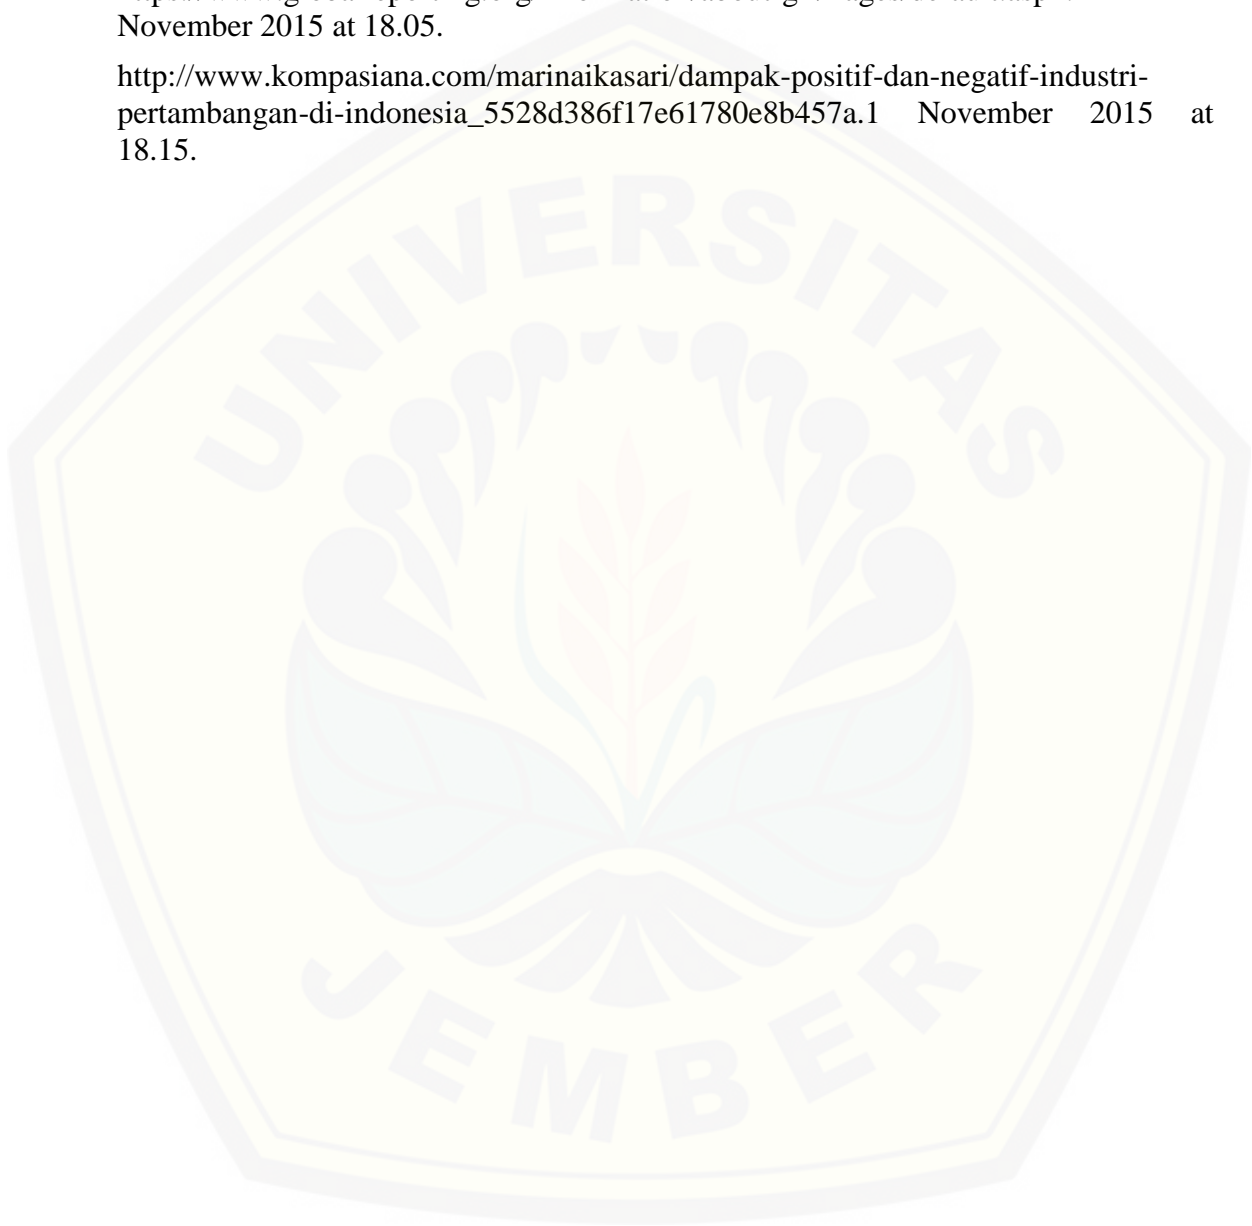 November 2015 at 18.05.
http://www.kompasiana.com/marinaikasari/dampak-positif-dan-negatif-industri-
pertambangan-di-indonesia_5528d386f17e61780e8b457a.1 November 2015 at
18.15.
UNIVERSITAS
JEMBER